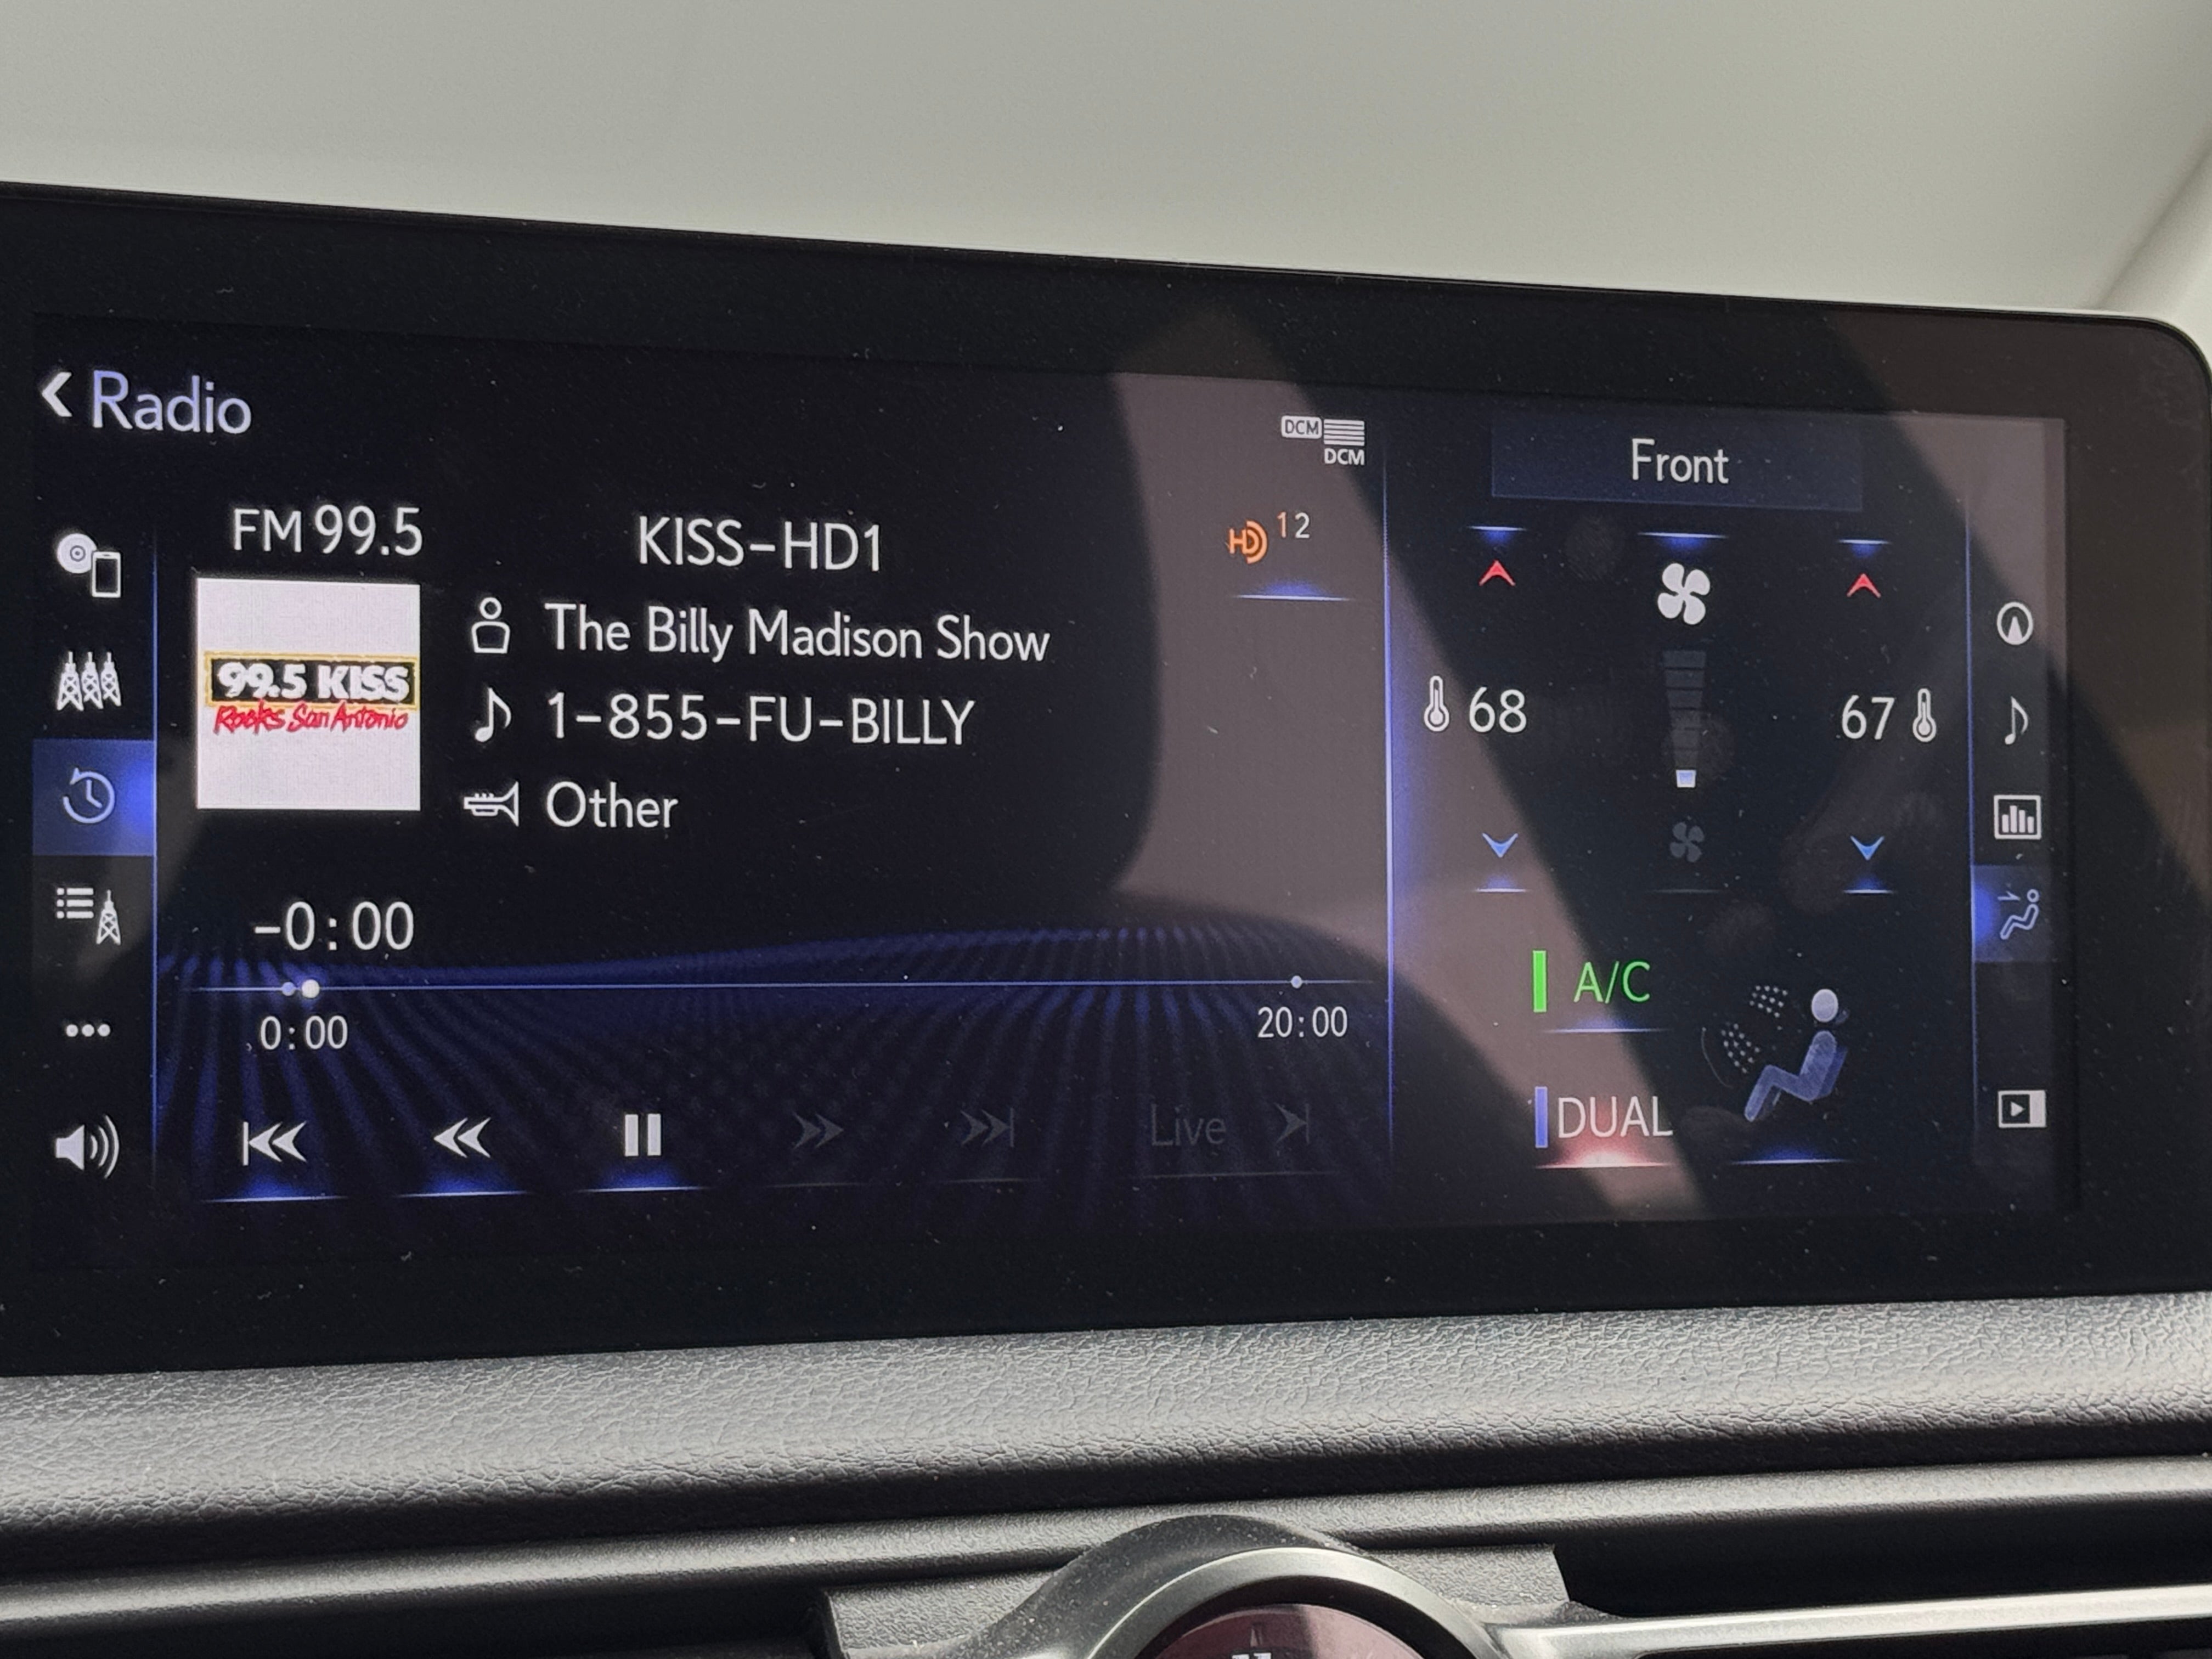 Radio
DCM
DCM
FM 99.5
KISS-HD1
HD 12
99.5 KISS
Rocks San Antonio
The Billy Madison Show
1-855-FU-BILLY
Other
-0:00
0:00
20:00
Live
Front
68
67
A/C
DUAL